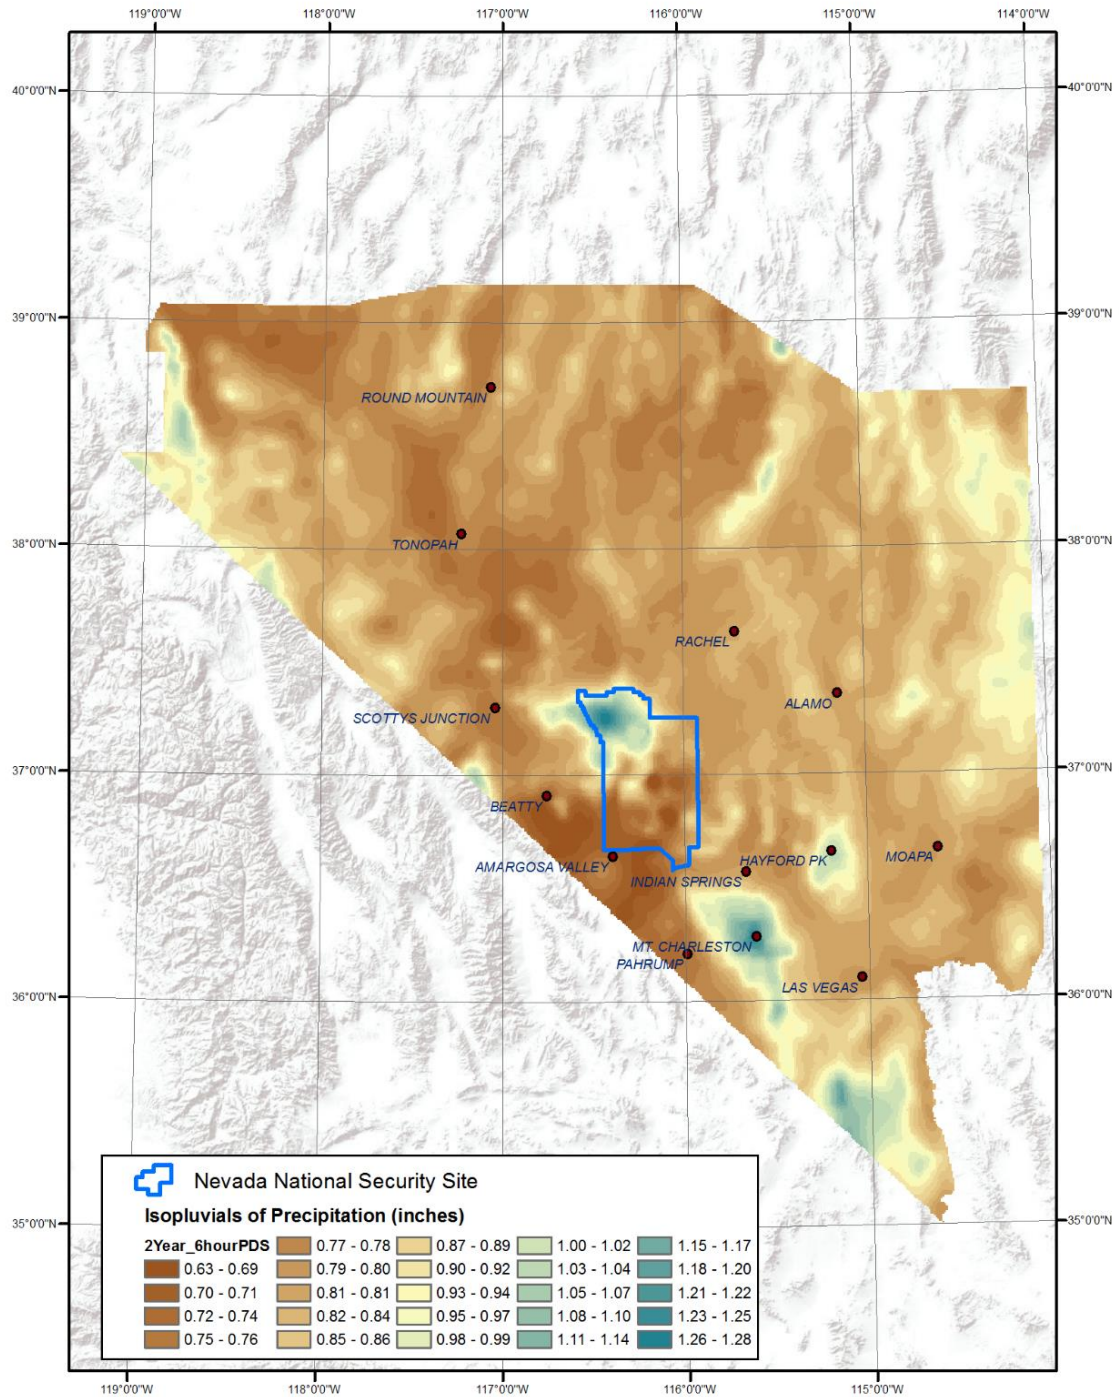 119°0'0"W 118°0'0"W 117°0'0"W 116°0'0"W 115°0'0"W 114°0'0"W
40°0'0"N 40°0'0"N
39°0'0"N 39°0'0"N
ROUND MOUNTAIN
38°0'0"N 38°0'0"N
TONOPAH
RACHEL
ALAMO
SCOTTYS JUNCTION
37°0'0"N 37°0'0"N
BEATTY
AMARGOSA VALLEY
HAYFORD PK
MOAPA
INDIAN SPRINGS
MT. CHARLESTON
PAHRUMP
LAS VEGAS
36°0'0"N 36°0'0"N
Nevada National Security Site
Isopluvials of Precipitation (inches)
2Year_6hourPDS 0.77 - 0.78 0.87 - 0.89 1.00 - 1.02 1.15 - 1.17
0.63 - 0.69 0.79 - 0.80 0.90 - 0.92 1.03 - 1.04 1.18 - 1.20
0.70 - 0.71 0.81 - 0.81 0.93 - 0.94 1.05 - 1.07 1.21 - 1.22
0.72 - 0.74 0.82 - 0.84 0.95 - 0.97 1.08 - 1.10 1.23 - 1.25
0.75 - 0.76 0.85 - 0.86 0.98 - 0.99 1.11 - 1.14 1.26 - 1.28
35°0'0"N 35°0'0"N
119°0'0"W 118°0'0"W 117°0'0"W 116°0'0"W 115°0'0"W